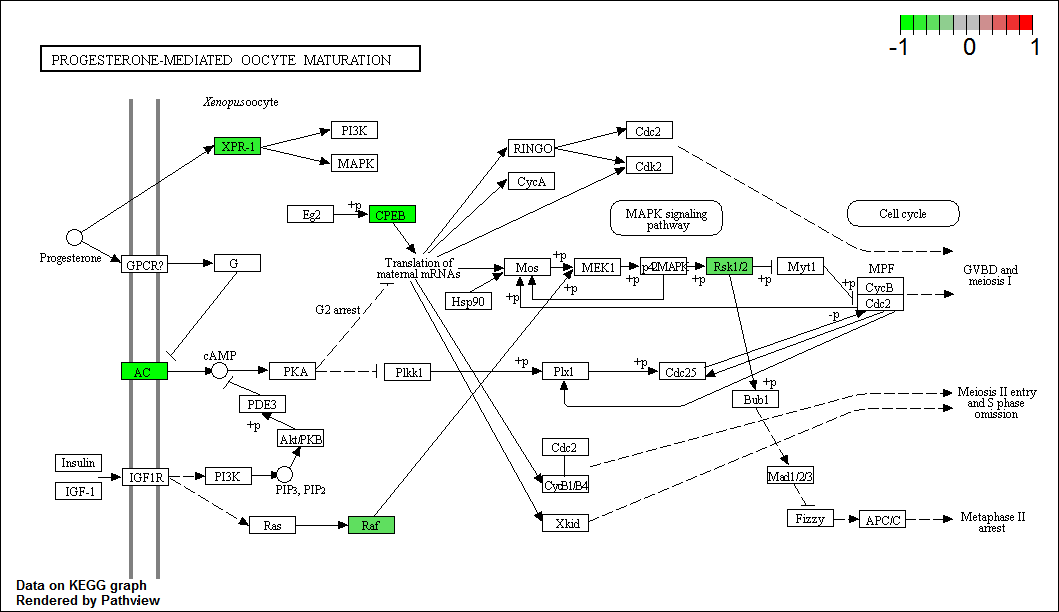 -1 0 1
PROGESTERONE-MEDIATED OOCYTE MATURATION
Xenopus oocyte
XPR-1
PI3K
MAPK
RINGO
CycA
Cdc2
Cdk2
Eg2
+p
CPEB
MAPK signaling
pathway
Cell cycle
Progesterone
GPCR?
G
Translation of
maternal mRNAs
Mos
+p
MEK1
p42MAPK
Rsk1/2
Myt1
MPF
CycB
Cdc2
GVBD and
meiosis I
Hsp90
+p
+p
+p
+p
+p
-p
G2 arrest
AC
cAMP
PKA
Plkk1
+p
Plx1
+p
Cdc25
PDE3
+p
Akt/PKB
+p
Bub1
Meiosis II entry
and S phase
omission
Insulin
IGF-1
IGF1R
PI3K
PIP3, PIP2
Cdc2
CycB1/B4
Mad1/2/3
Ras
Raf
Xkid
Fizzy
APC/C
Metaphase II
arrest
Data on KEGG graph
Rendered by Pathview